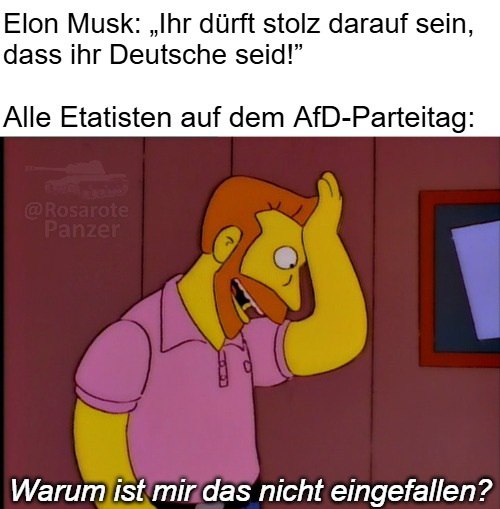 Elon Musk: „Ihr dürft stolz darauf sein,
dass ihr Deutsche seid!”
Alle Etatisten auf dem AfD-Parteitag:
@Rosarote
Panzer
Warum ist mir das nicht eingefallen?